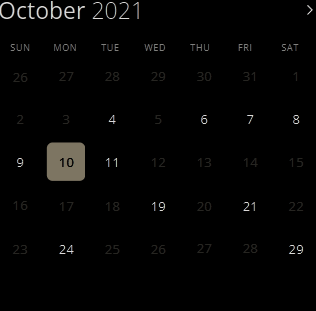 October 2021
SUN MON TUE WED THU FRI SAT
26 27 28 29 30 31 1
2 3 4 5 6 7 8
9 10 11 12 13 14 15
16 17 18 19 20 21 22
23 24 25 26 27 28 29